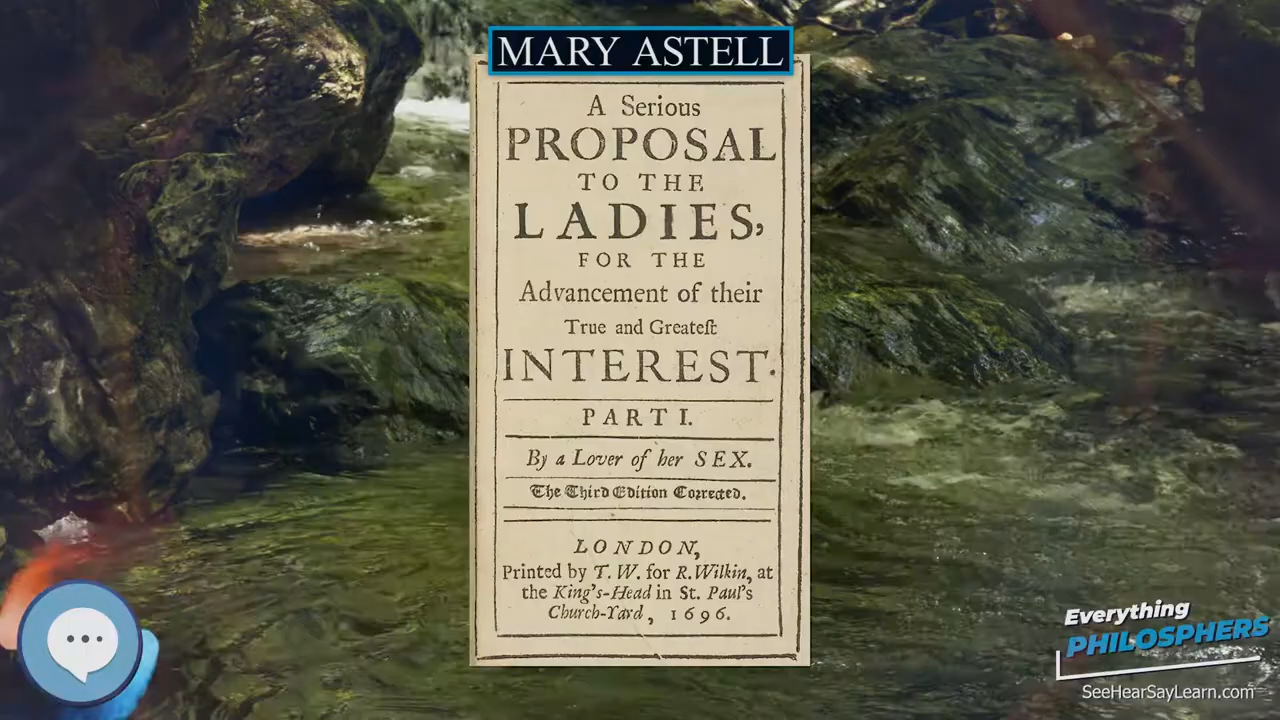 MARY ASTELL
A Serious
PROPOSAL
TO THE
LADIES,
FOR THE
Advancement of their
True and Greateſt
INTEREST.
PART I.
By a Lover of her SEX.
The Third Edition Corrected.
LONDON,
Printed by T. W. for R. Wilkin, at
the King's-Head in St. Paul's
Church-Yard, 1696.
Everything
PHILOSPHERS
SeeHearSayLearn.com